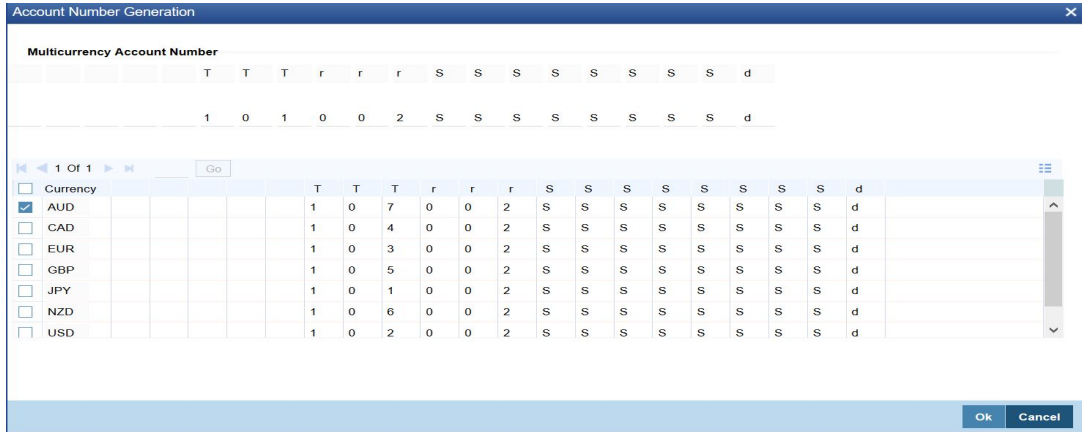 Account Number Generation
Multicurrency Account Number
T T T r r r S S S S S S S S d
1 0 1 0 0 2 S S S S S S S S d
1 Of 1 Go
Currency T T T r r r S S S S S S S S d
AUD 1 0 7 0 0 2 S S S S S S S S d
CAD 1 0 4 0 0 2 S S S S S S S S d
EUR 1 0 3 0 0 2 S S S S S S S S d
GBP 1 0 5 0 0 2 S S S S S S S S d
JPY 1 0 1 0 0 2 S S S S S S S S d
NZD 1 0 6 0 0 2 S S S S S S S S d
USD 1 0 2 0 0 2 S S S S S S S S d
Ok Cancel